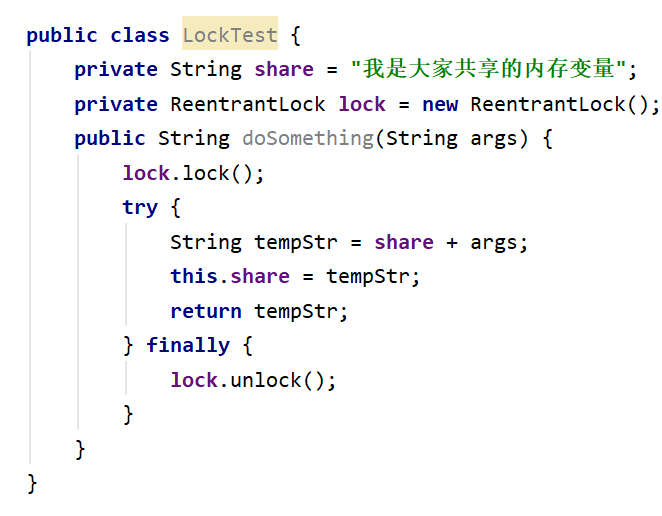 public class LockTest {
    private String share = "我是大家共享的内存变量";
    private ReentrantLock lock = new ReentrantLock();
    public String doSomething(String args) {
        lock.lock();
        try {
            String tempStr = share + args;
            this.share = tempStr;
            return tempStr;
        } finally {
            lock.unlock();
        }
    }
}